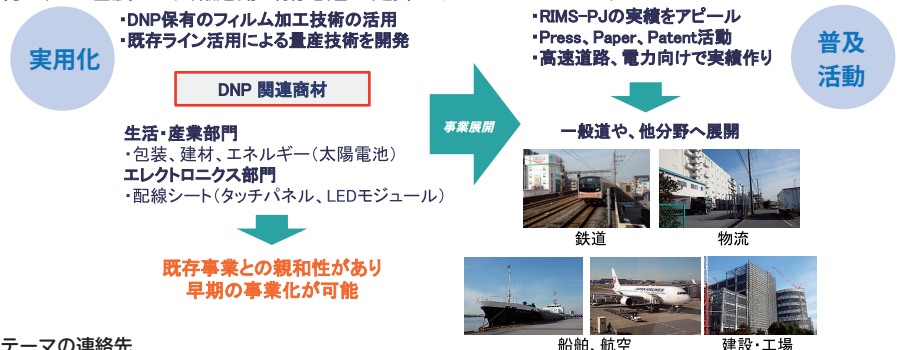 ・DNP保有のフィルム加工技術の活用
・既存ライン活用による量産技術を開発
実用化
DNP 関連商材
生活・産業部門
・包装、建材、エネルギー（太陽電池）
エレクトロニクス部門
・配線シート（タッチパネル、LEDモジュール）
既存事業との親和性があり
早期の事業化が可能
事業展開
・RIMS-PJの実績をアピール
・Press、Paper、Patent活動
・高速道路、電力向けで実績作り
普及
活動
一般道や、他分野へ展開
鉄道
物流
船舶、航空
建設・工場
テーマの連絡先